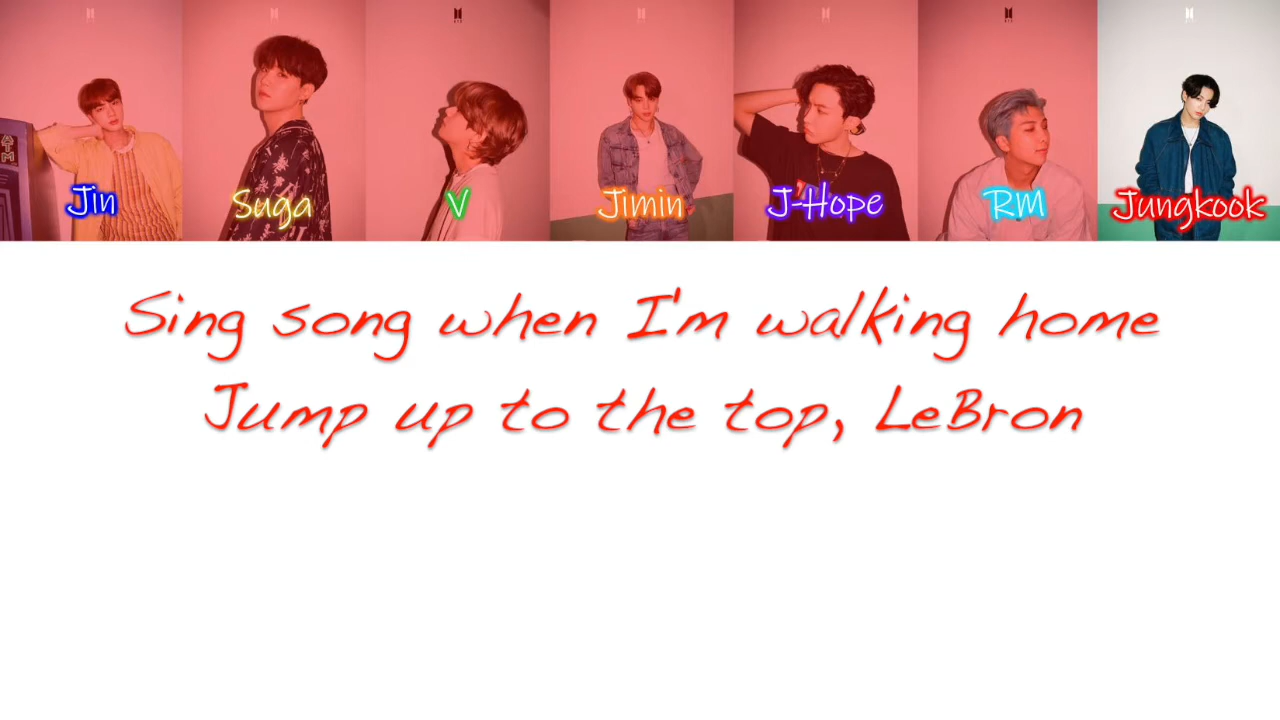 Jin Suga V Jimin J-Hope RM Jungkook
Sing song when I'm walking home
Jump up to the top, LeBron